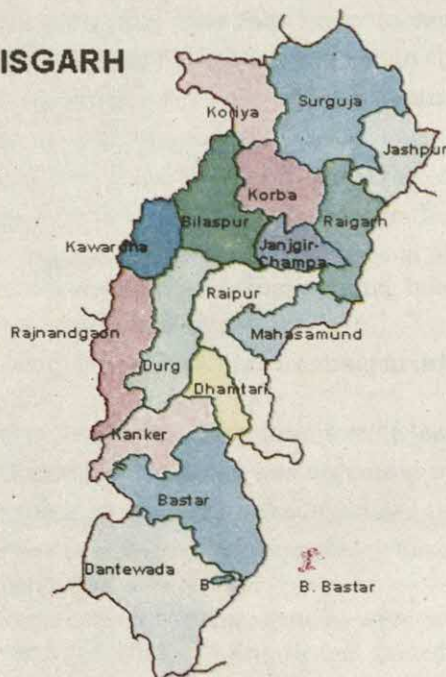 ISGARH
Koriya
Surguja
Jashpur
Korba
Bilaspur
Raigarh
Kawardha
Janjgir-
Champa
Raipur
Rajnandgaon
Mahasamund
Durg
Dhamtari
Kanker
Bastar
Dantewada
B
B. Bastar